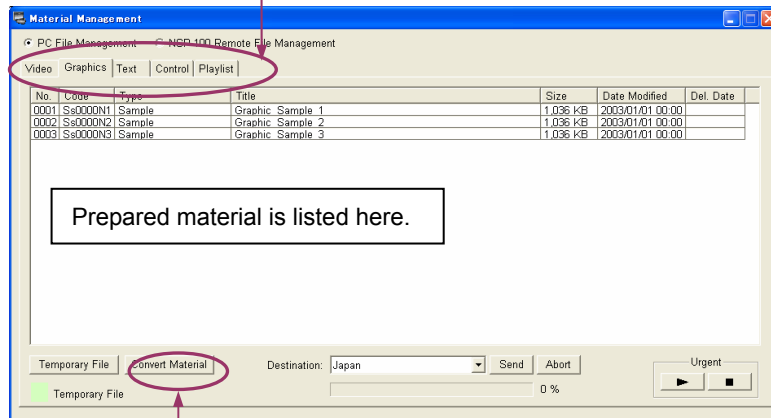 Material Management
PC File Management NSP-100 Remote File Management
Video Graphics Text Control Playlist
No. Code Type Title Size Date Modified Del. Date
0001 Ss0000N1 Sample Graphic Sample 1 1,036 KB 2003/01/01 00:00
0002 Ss0000N2 Sample Graphic Sample 2 1,036 KB 2003/01/01 00:00
0003 Ss0000N3 Sample Graphic Sample 3 1,036 KB 2003/01/01 00:00
Prepared material is listed here.
Temporary File Convert Material Destination: Japan Send Abort Urgent
Temporary File 0 %